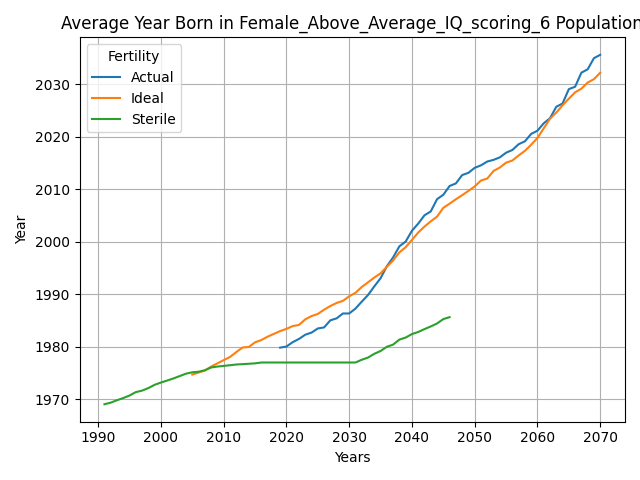 Average Year Born in Female_Above_Average_IQ_scoring_6 Population
Fertility
Actual
Ideal
Sterile
Year
2030
2020
2010
2000
1990
1980
1970
1990 2000 2010 2020 2030 2040 2050 2060 2070
Years